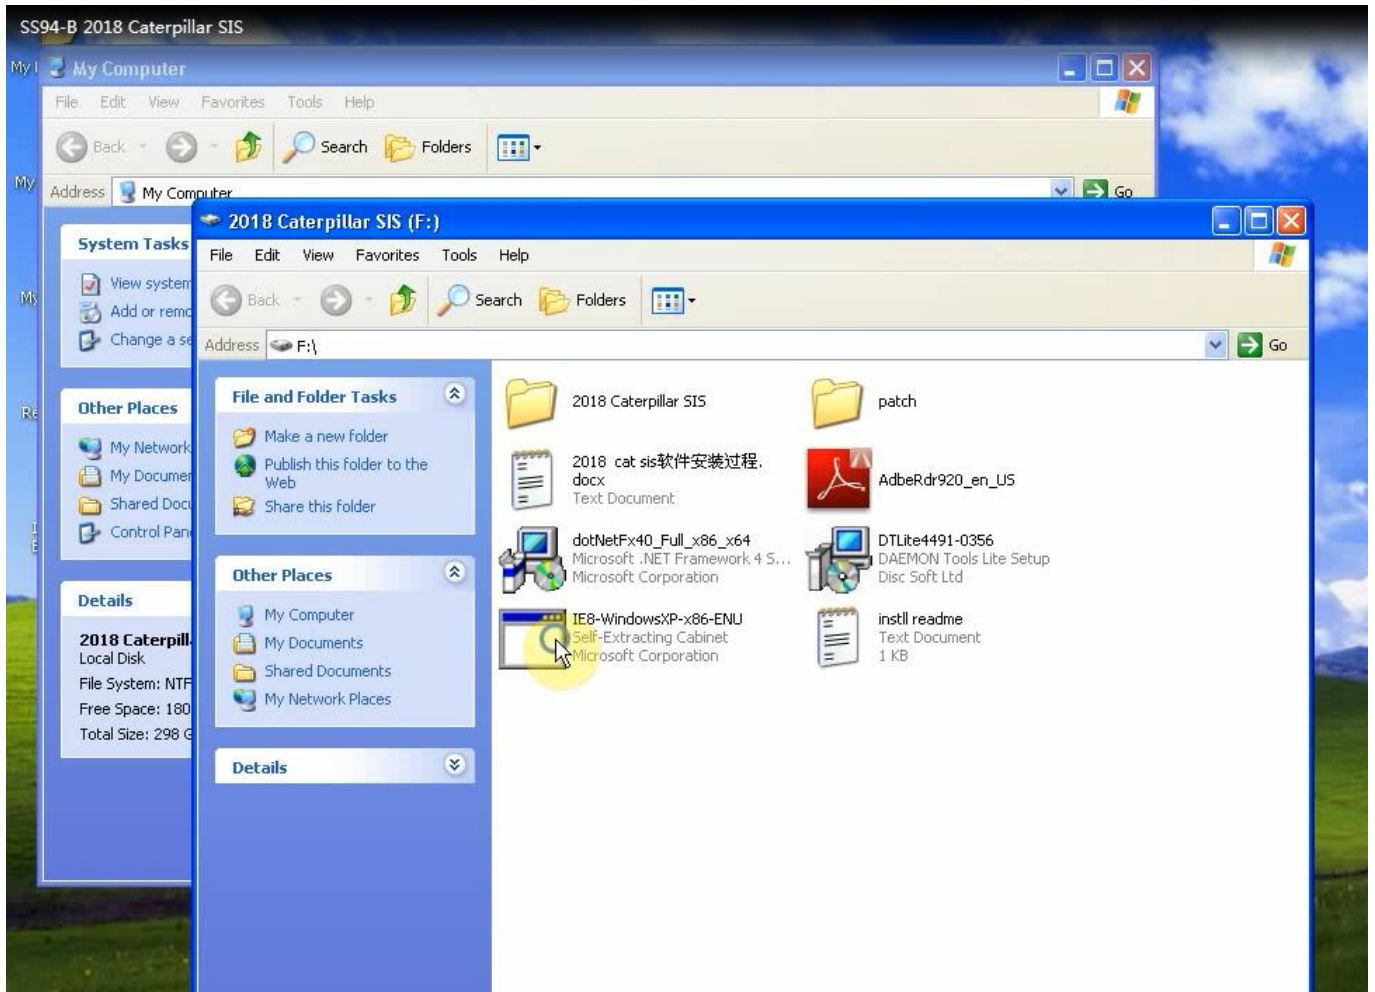 SS94-B 2018 Caterpillar SIS
My Computer
File Edit View Favorites Tools Help
Back Search Folders
Address My Computer Go
System Tasks
View system
Add or remo
Change a se
Other Places
My Network
My Documen
Shared Docu
Control Pan
Details
2018 Caterpill
Local Disk
File System: NTF
Free Space: 180
Total Size: 298 G
My
My
2018 Caterpillar SIS (F:)
File Edit View Favorites Tools Help
Back Search Folders
Address F:\ Go
File and Folder Tasks
Make a new folder
Publish this folder to the
Web
Share this folder
Other Places
My Computer
My Documents
Shared Documents
My Network Places
Details
2018 Caterpillar SIS
patch
2018 cat sis软件安装过程.
docx
Text Document
AdbeRdr920_en_US
dotNetFx40_Full_x86_x64
Microsoft .NET Framework 4 S...
Microsoft Corporation
DTLite4491-0356
DAEMON Tools Lite Setup
Disc Soft Ltd
IE8-WindowsXP-x86-ENU
Self-Extracting Cabinet
Microsoft Corporation
instll readme
Text Document
1 KB